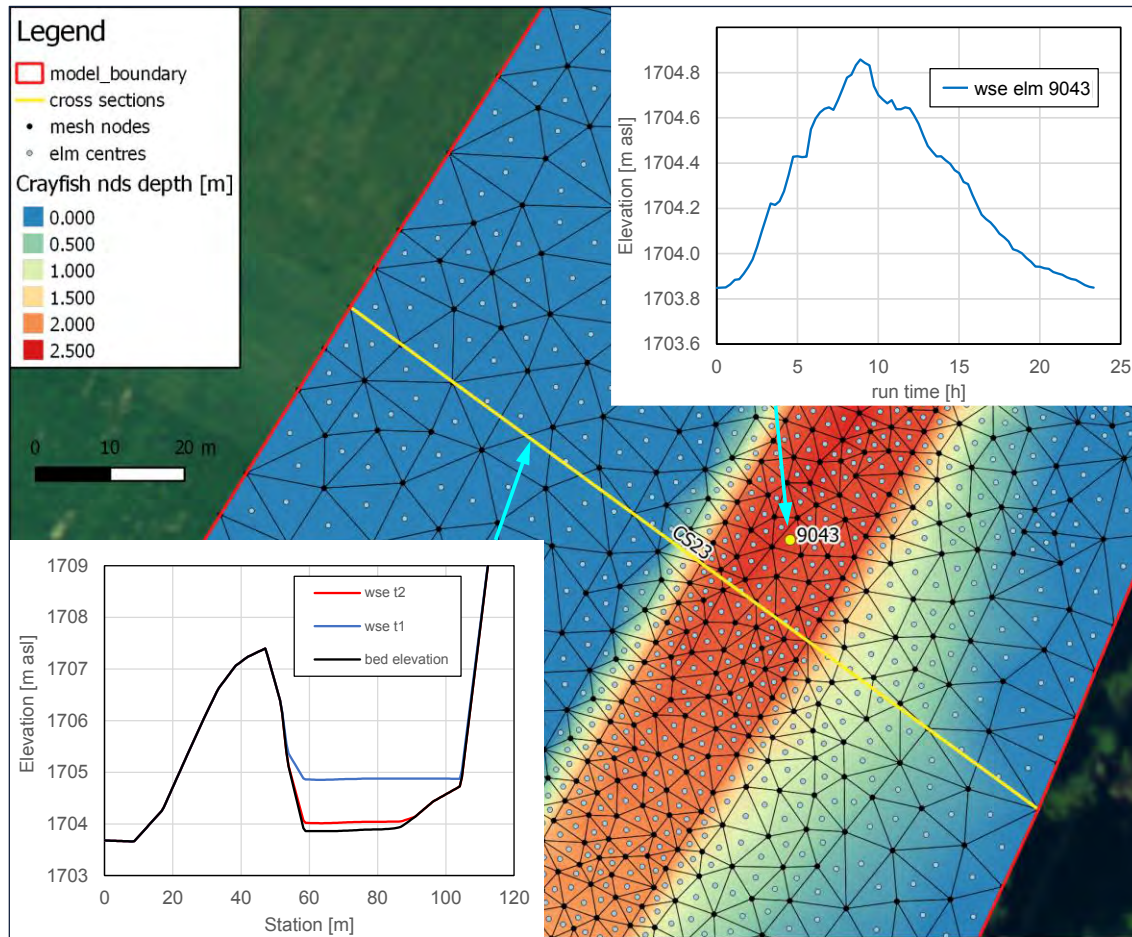 Legend
model_boundary
cross sections
mesh nodes
elm centres
Crayfish nds depth [m]
0.000
0.500
1.000
1.500
2.000
2.500
0 10 20 m
1704.8
1704.6
1704.4
1704.2
1704.0
1703.8
1703.6
Elevation [m asl]
wse elm 9043
0 5 10 15 20 25
run time [h]
CS23
9043
1709
1708
1707
1706
1705
1704
1703
Elevation [m asl]
wse t2
wse t1
bed elevation
0 20 40 60 80 100 120
Station [m]